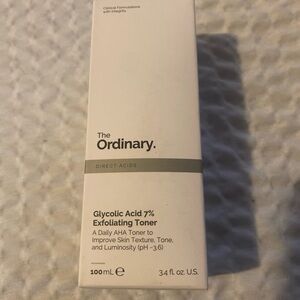 Clinical Formulations
with Integrity.
The
Ordinary.
DIRECT ACIDS
Glycolic Acid 7%
Exfoliating Toner
A Daily AHA Toner to
Improve Skin Texture, Tone,
and Luminosity (pH ~3.6)
100mL ℮ 3.4 fl. oz. U.S.